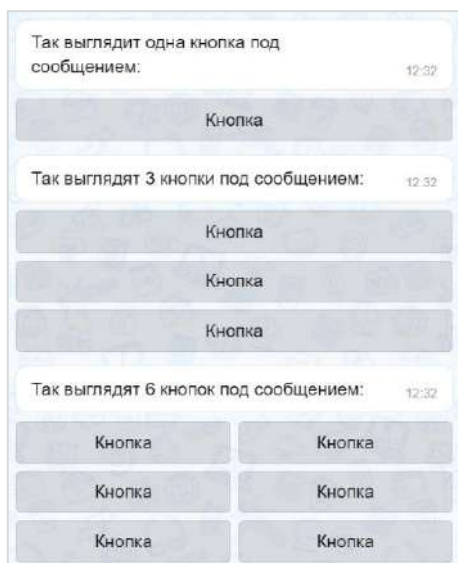 Так выглядит одна кнопка под
сообщением:
12:32
Кнопка
Так выглядят 3 кнопки под сообщением:
12:32
Кнопка
Кнопка
Кнопка
Так выглядят 6 кнопок под сообщением:
12:32
Кнопка Кнопка
Кнопка Кнопка
Кнопка Кнопка